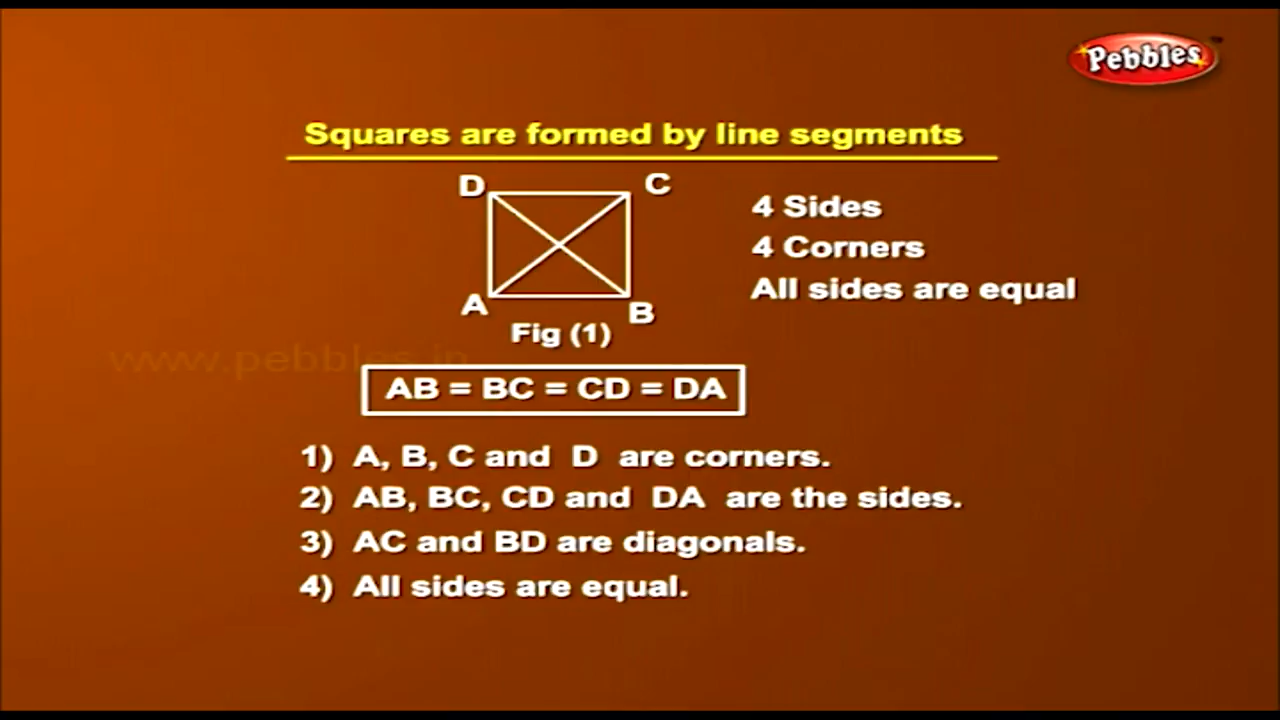 Pebbles
Squares are formed by line segments
D
C
A
B
Fig (1)
4 Sides
4 Corners
All sides are equal
www.pebbles.in
AB = BC = CD = DA
1) A, B, C and D are corners.
2) AB, BC, CD and DA are the sides.
3) AC and BD are diagonals.
4) All sides are equal.